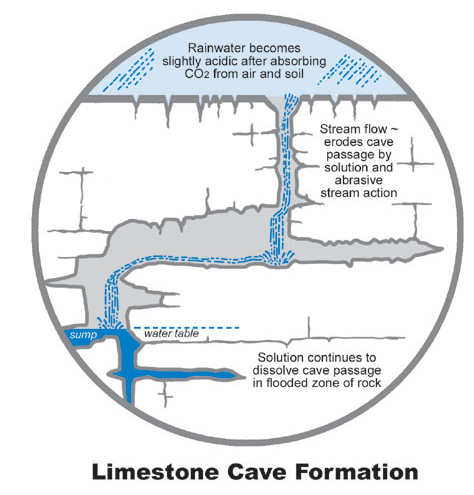 Rainwater becomes
slightly acidic after absorbing
CO2 from air and soil
Stream flow ~
erodes cave
passage by
solution and
abrasive
stream action
sump
water table
Solution continues to
dissolve cave passage
in flooded zone of rock
Limestone Cave Formation